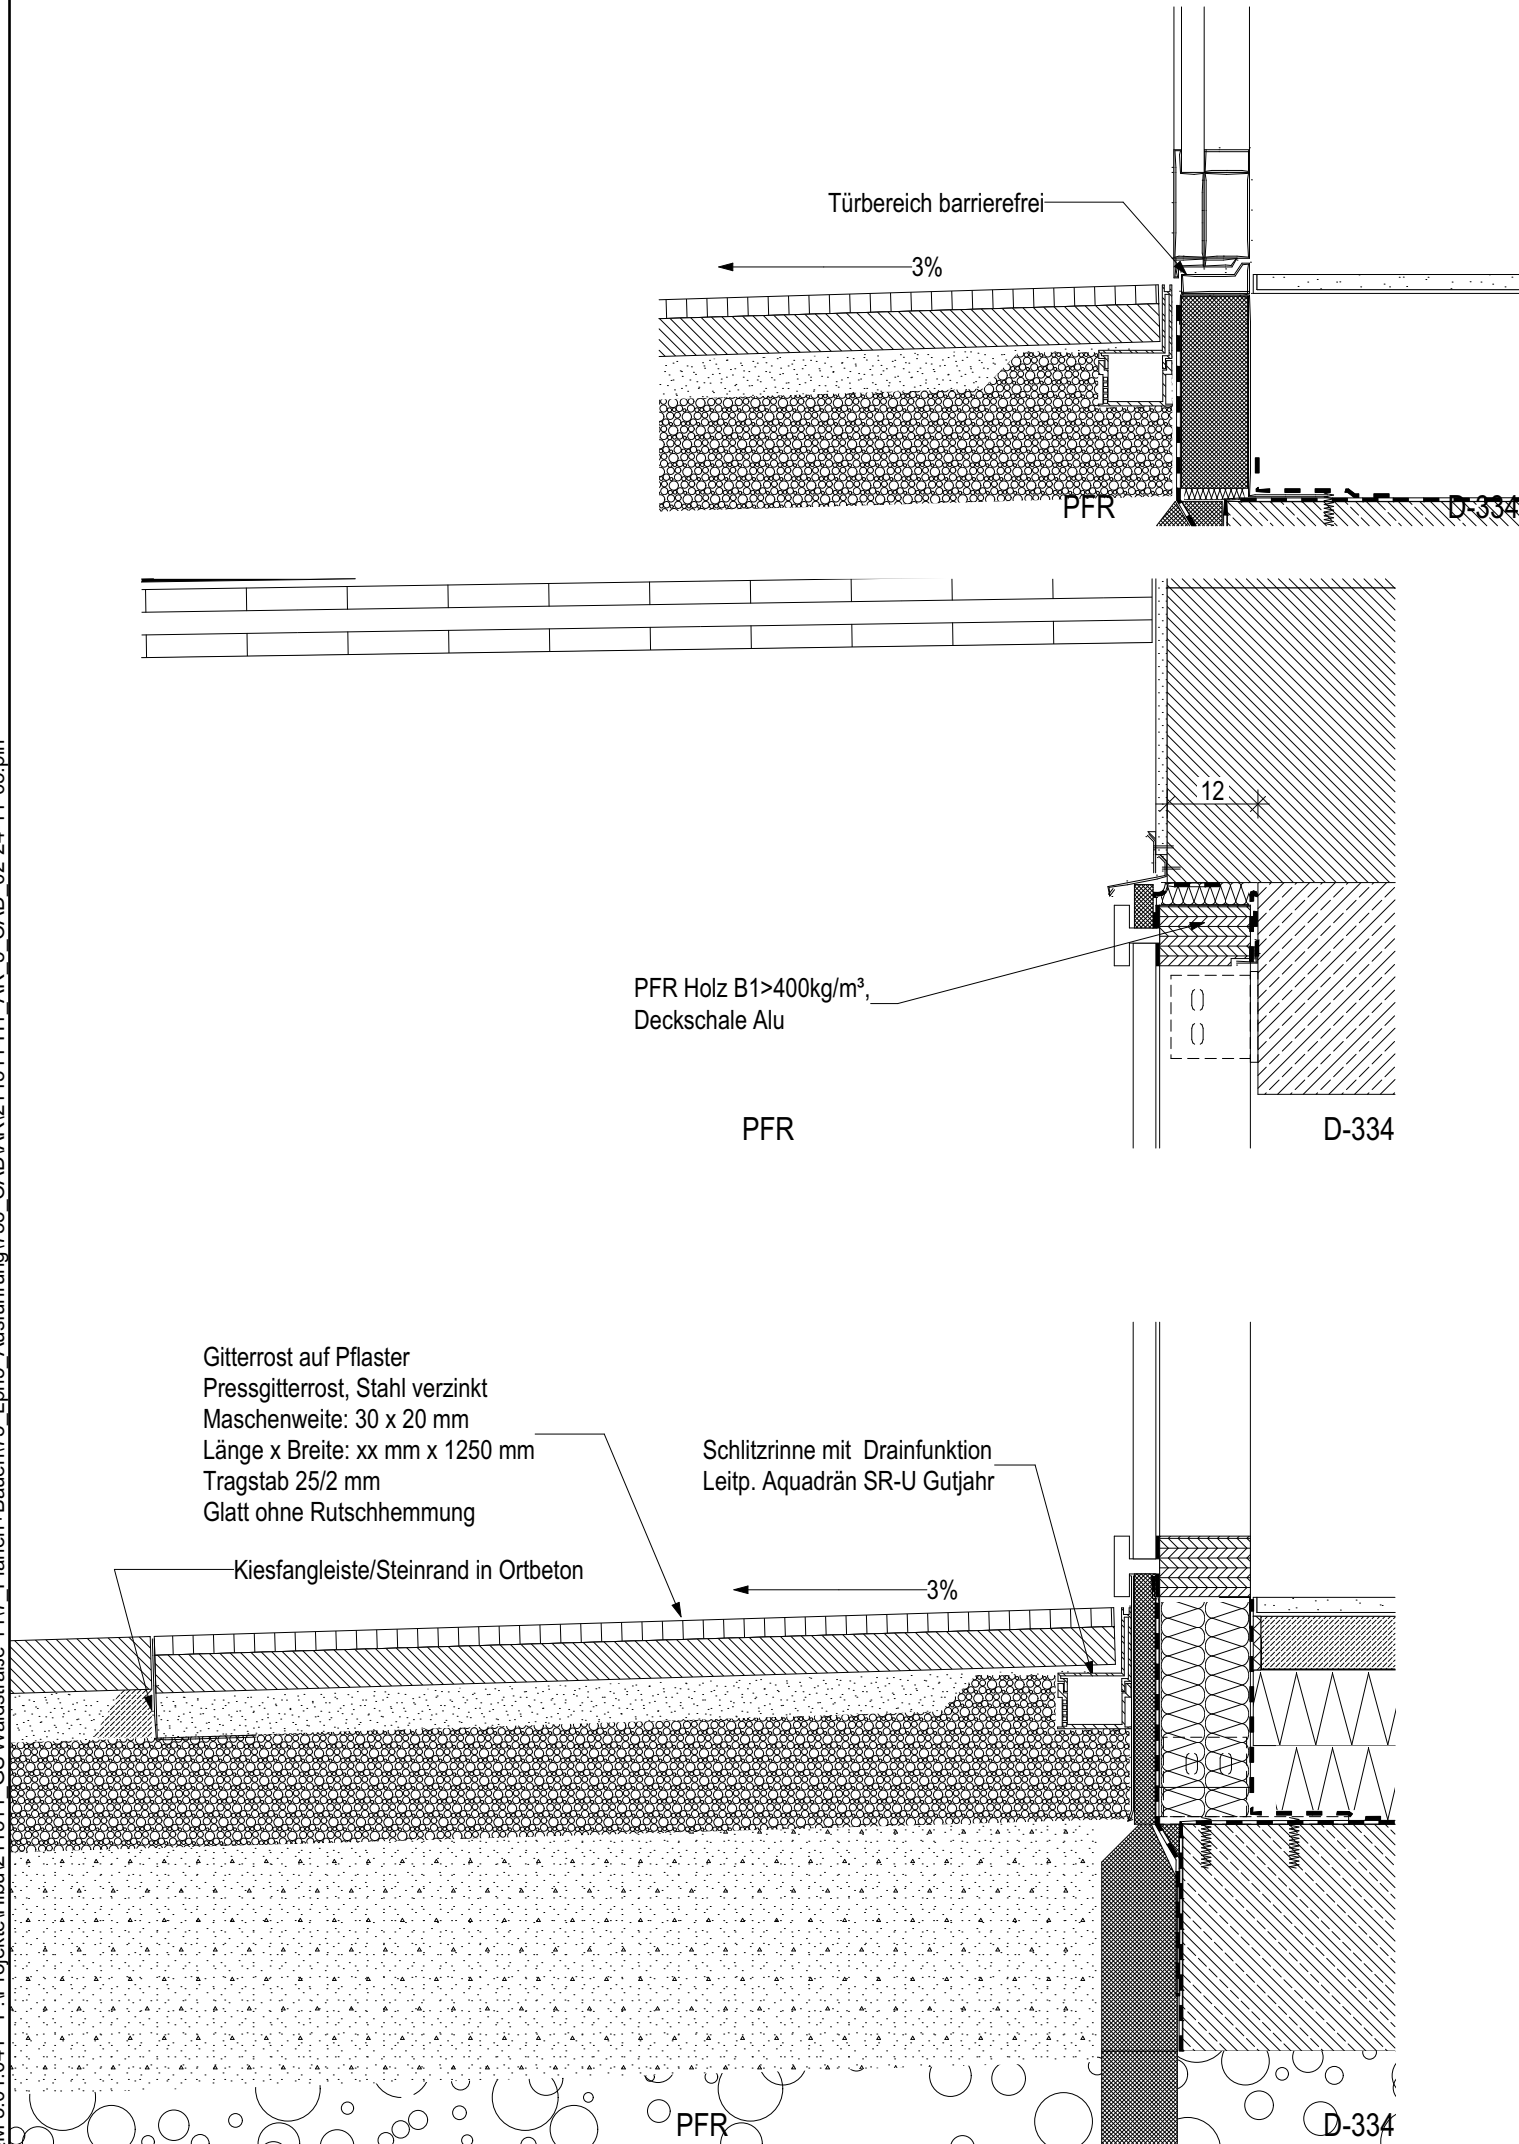 Türbereich barrierefrei
3%
PFR
D-334
12
PFR Holz B1>400kg/m³,
Deckschale Alu
PFR
D-334
Gitterrost auf Pflaster
Pressgitterrost, Stahl verzinkt
Maschenweite: 30 x 20 mm
Länge x Breite: xx mm x 1250 mm
Tragstab 25/2 mm
Glatt ohne Rutschhemmung
Schlitzrinne mit Drainfunktion
Leitp. Aquadrän SR-U Gutjahr
Kiesfangleiste/Steinrand in Ortbeton
3%
PFR
D-334